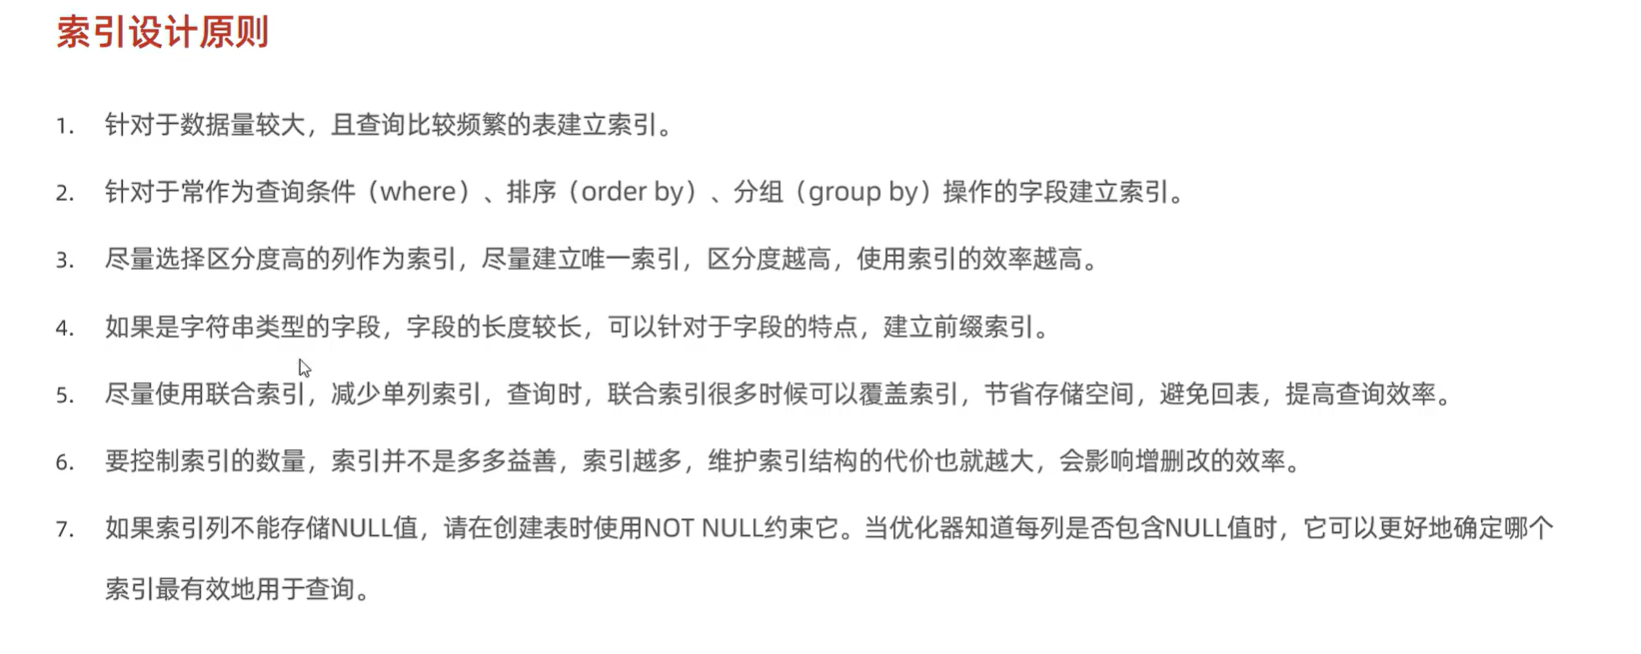 索引设计原则
1. 针对于数据量较大，且查询比较频繁的表建立索引。
2. 针对于常作为查询条件（where）、排序（order by）、分组（group by）操作的字段建立索引。
3. 尽量选择区分度高的列作为索引，尽量建立唯一索引，区分度越高，使用索引的效率越高。
4. 如果是字符串类型的字段，字段的长度较长，可以针对于字段的特点，建立前缀索引。
5. 尽量使用联合索引，减少单列索引，查询时，联合索引很多时候可以覆盖索引，节省存储空间，避免回表，提高查询效率。
6. 要控制索引的数量，索引并不是多多益善，索引越多，维护索引结构的代价也就越大，会影响增删改的效率。
7. 如果索引列不能存储NULL值，请在创建表时使用NOT NULL约束它。当优化器知道每列是否包含NULL值时，它可以更好地确定哪个
索引最有效地用于查询。